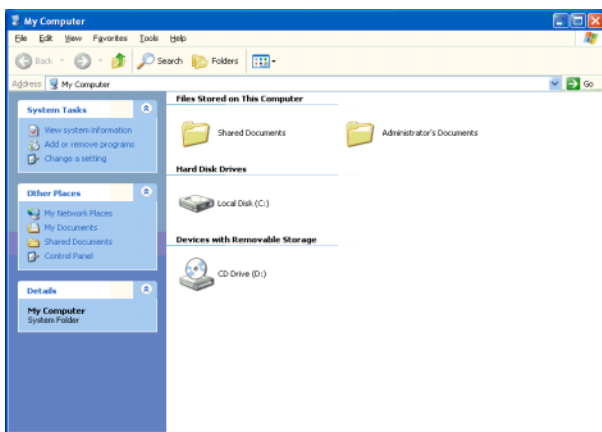 My Computer
File Edit View Favorites Tools Help
Back Search Folders
Address My Computer Go
System Tasks
View system information
Add or remove programs
Change a setting
Other Places
My Network Places
My Documents
Shared Documents
Control Panel
Details
My Computer
System Folder
Files Stored on This Computer
Shared Documents Administrator's Documents
Hard Disk Drives
Local Disk (C:)
Devices with Removable Storage
CD Drive (D:)